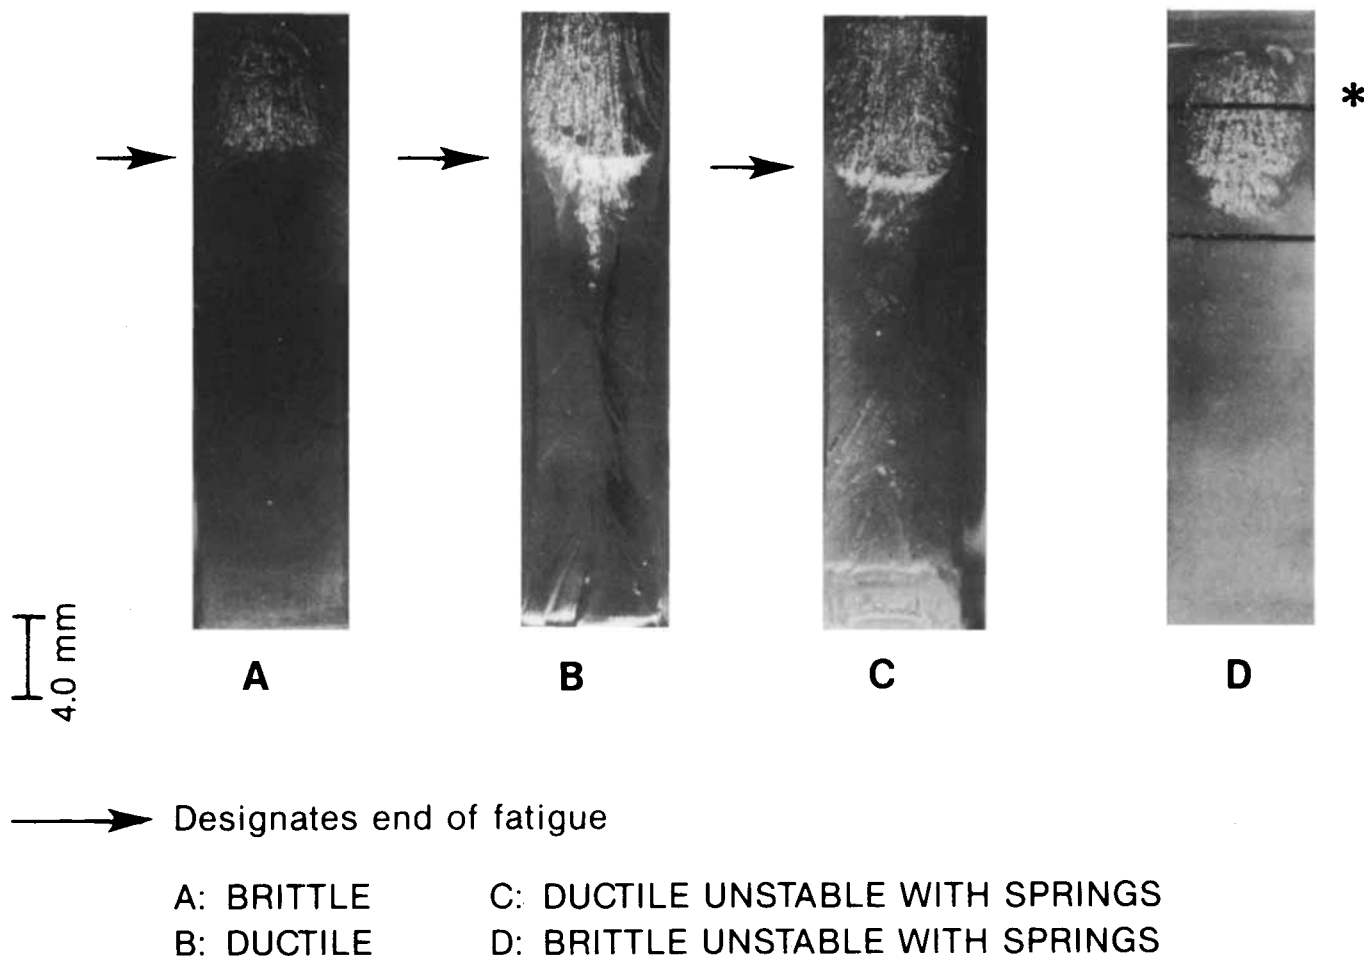 *
4.0 mm
A B C D
Designates end of fatigue
A: BRITTLE C: DUCTILE UNSTABLE WITH SPRINGS
B: DUCTILE D: BRITTLE UNSTABLE WITH SPRINGS